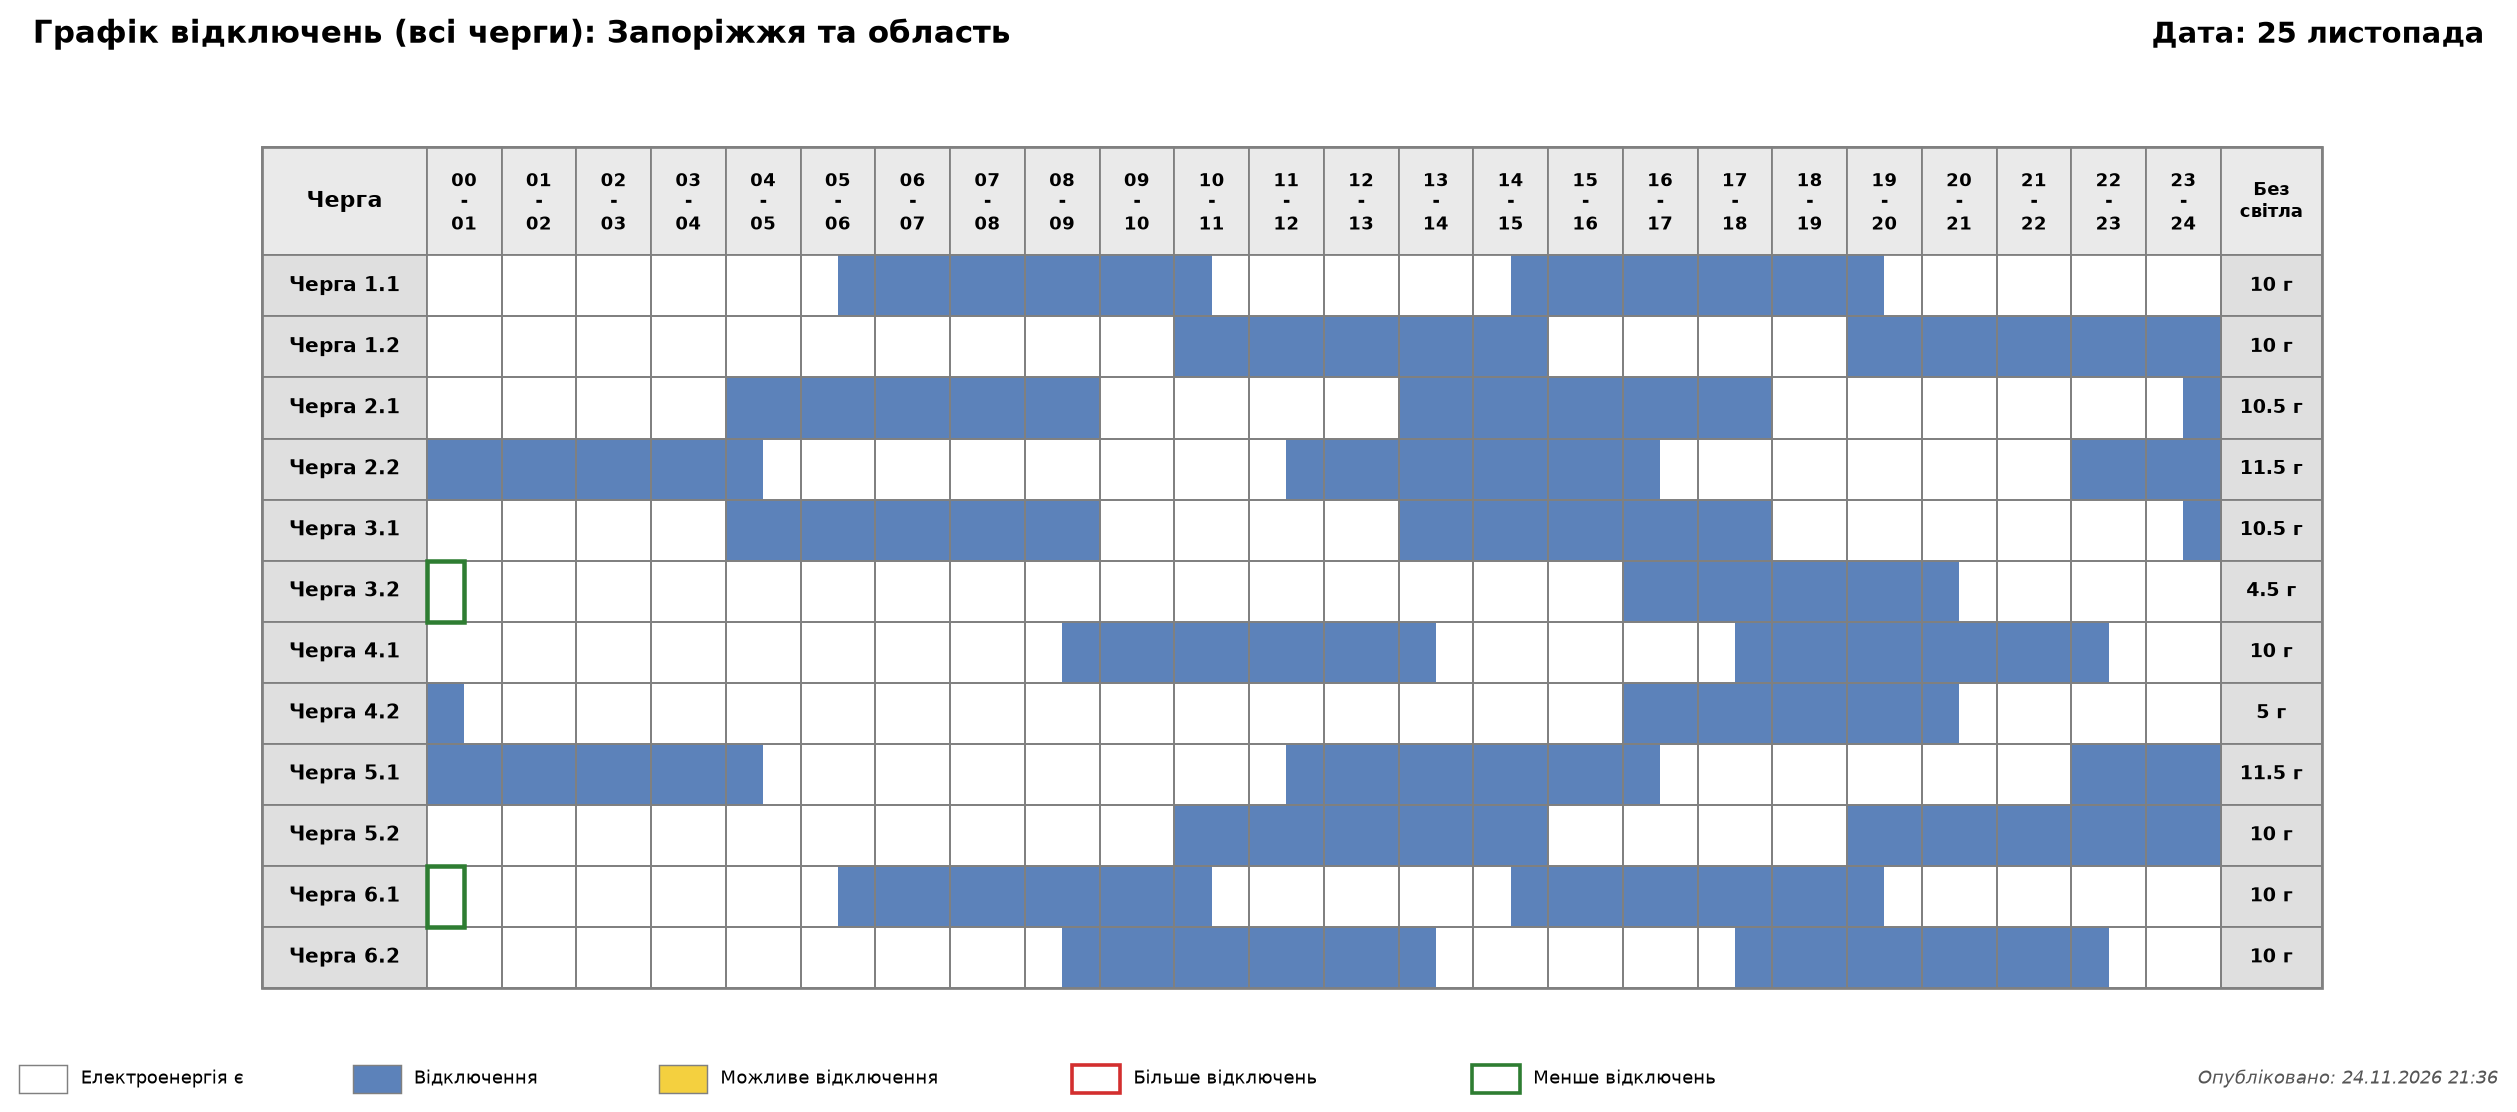 Графік відключень (всі черги): Запоріжжя та область
Дата: 25 листопада
Черга 00 - 01 01 - 02 02 - 03 03 - 04 04 - 05 05 - 06 06 - 07 07 - 08 08 - 09 09 - 10 10 - 11 11 - 12 12 - 13 13 - 14 14 - 15 15 - 16 16 - 17 17 - 18 18 - 19 19 - 20 20 - 21 21 - 22 22 - 23 23 - 24 Без світла
Черга 1.1 10 г
Черга 1.2 10 г
Черга 2.1 10.5 г
Черга 2.2 11.5 г
Черга 3.1 10.5 г
Черга 3.2 4.5 г
Черга 4.1 10 г
Черга 4.2 5 г
Черга 5.1 11.5 г
Черга 5.2 10 г
Черга 6.1 10 г
Черга 6.2 10 г
Електроенергія є
Відключення
Можливе відключення
Більше відключень
Менше відключень
Опубліковано: 24.11.2026 21:36